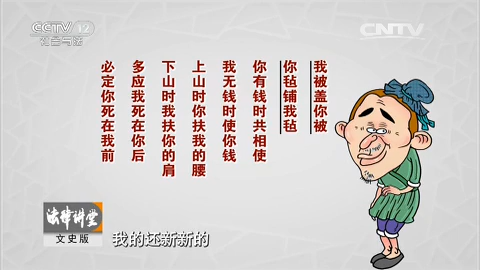 CCTV 12
社会与法
CNTV
我被盖你被
你毡铺我毡
你有钱时共相使
我无钱时使你钱
上山时你扶我的腰
下山时我扶你的肩
多应我死在你后
必定你死在我前
法律讲堂
文史版
我的还新新的